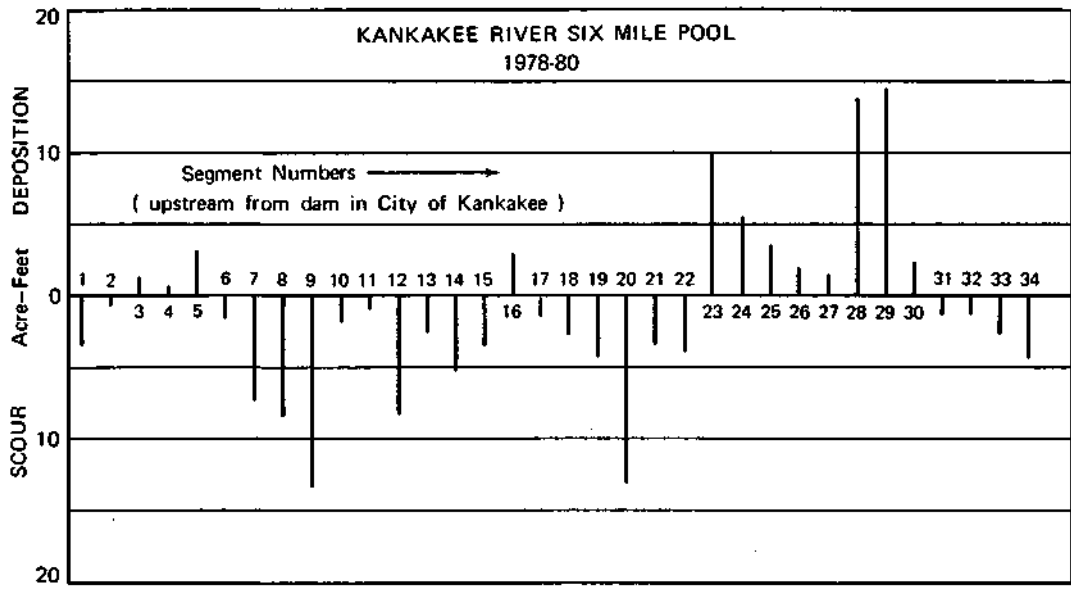 20
KANKAKEE RIVER SIX MILE POOL
1978-80
DEPOSITION
10
Segment Numbers
( upstream from dam in City of Kankakee )
Acre-Feet
1 2 6 7 8 9 10 11 12 13 14 15 17 18 19 20 21 22 31 32 33 34
0
3 4 5 16 23 24 25 26 27 28 29 30
SCOUR
10
20